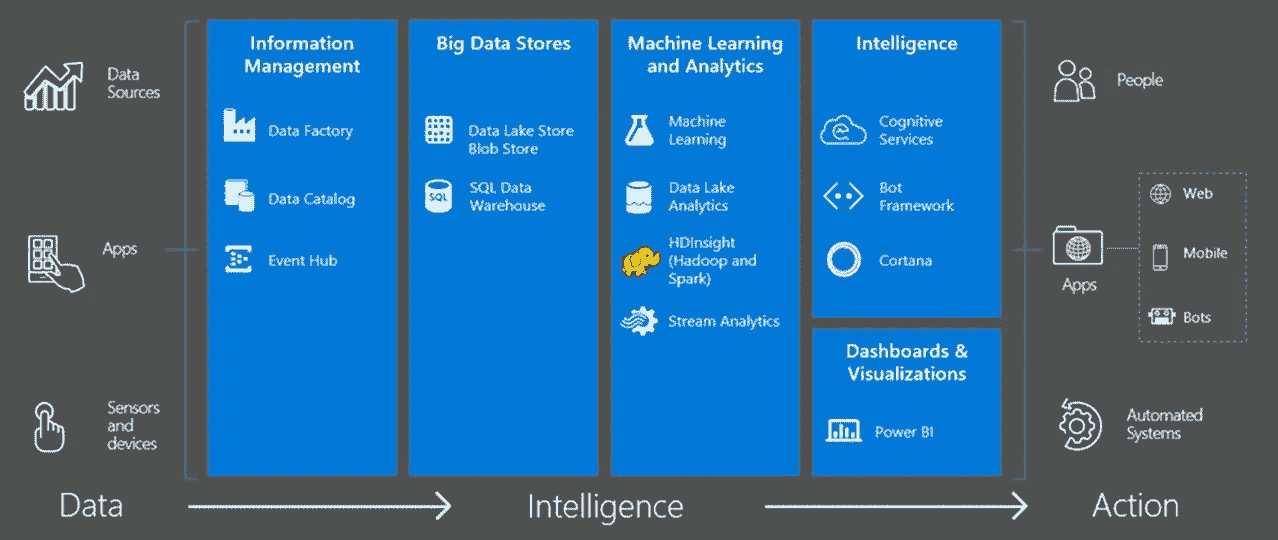 Data
Sources
Apps
Sensors
and
devices
Information
Management
Data Factory
Data Catalog
Event Hub
Big Data Stores
Data Lake Store
Blob Store
SQL
SQL Data
Warehouse
Machine Learning
and Analytics
Machine
Learning
Data Lake
Analytics
HDInsight
(Hadoop and
Spark)
Stream Analytics
Intelligence
Cognitive
Services
Bot
Framework
Cortana
Dashboards &
Visualizations
Power BI
People
Apps
Web
Mobile
Bots
Automated
Systems
Data
Intelligence
Action